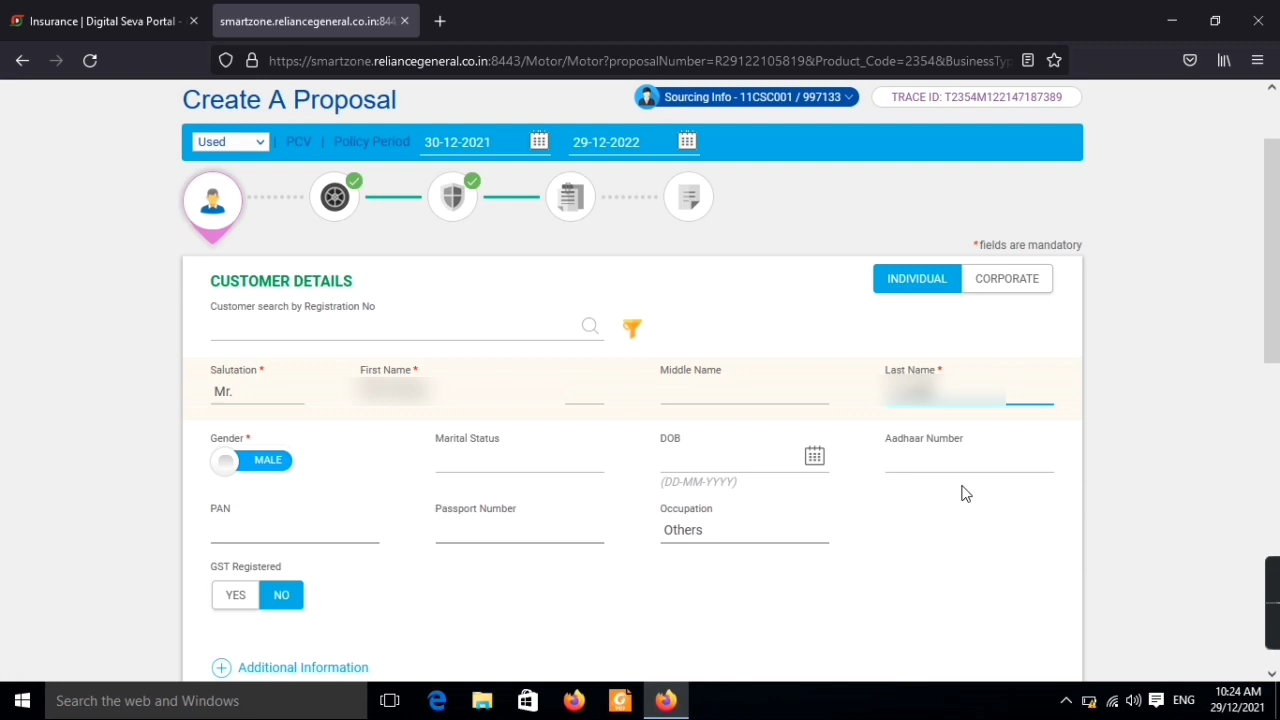 Insurance | Digital Seva Portal -
smartzone.reliancegeneral.co.in:844
https://smartzone.reliancegeneral.co.in:8443/Motor/Motor?proposalNumber=R29122105819&Product_Code=2354&BusinessTyp
Create A Proposal
Sourcing Info - 11CSC001 / 997133
TRACE ID: T2354M122147187389
Used | PCV | Policy Period 30-12-2021 29-12-2022
*fields are mandatory
CUSTOMER DETAILS
INDIVIDUAL CORPORATE
Customer search by Registration No
Salutation * First Name * Middle Name Last Name *
Mr.
Gender * Marital Status DOB Aadhaar Number
MALE
(DD-MM-YYYY)
PAN Passport Number Occupation
Others
GST Registered
YES NO
Additional Information
Search the web and Windows
ENG
10:24 AM
29/12/2021